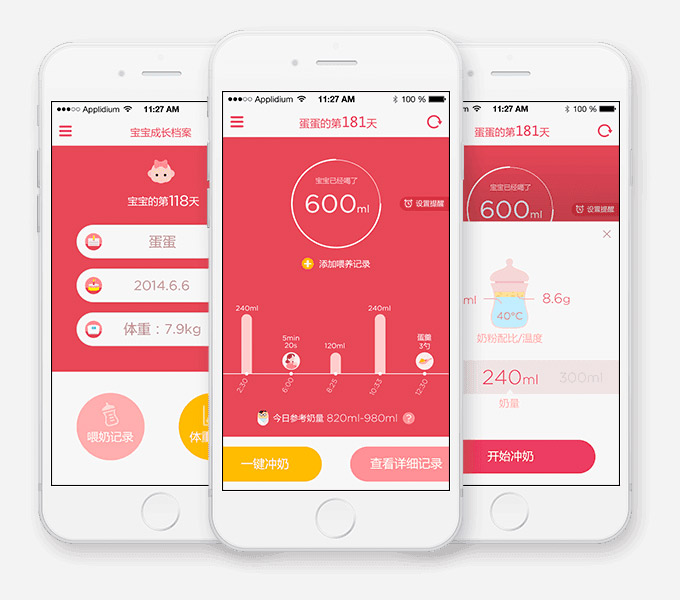 Applidium 11:27 AM
宝宝成长档案
宝宝的第118天
蛋蛋
2014.6.6
体重：7.9kg
喂奶记录
体重
Applidium 11:27 AM 100 %
蛋蛋的第181天
宝宝已经喝了
600ml
设置提醒
添加喂养记录
240ml
5min
20s
120ml
240ml
蛋羹
3勺
2:30
6:00
8:25
10:33
12:30
今日参考奶量 820ml-980ml ?
一键冲奶
查看详细记录
m 11:27 AM 100 %
蛋蛋的第181天
宝宝已经喝了
600ml
设置提醒
ml
8.6g
40°C
奶粉配比/温度
240ml
300ml
奶量
开始冲奶